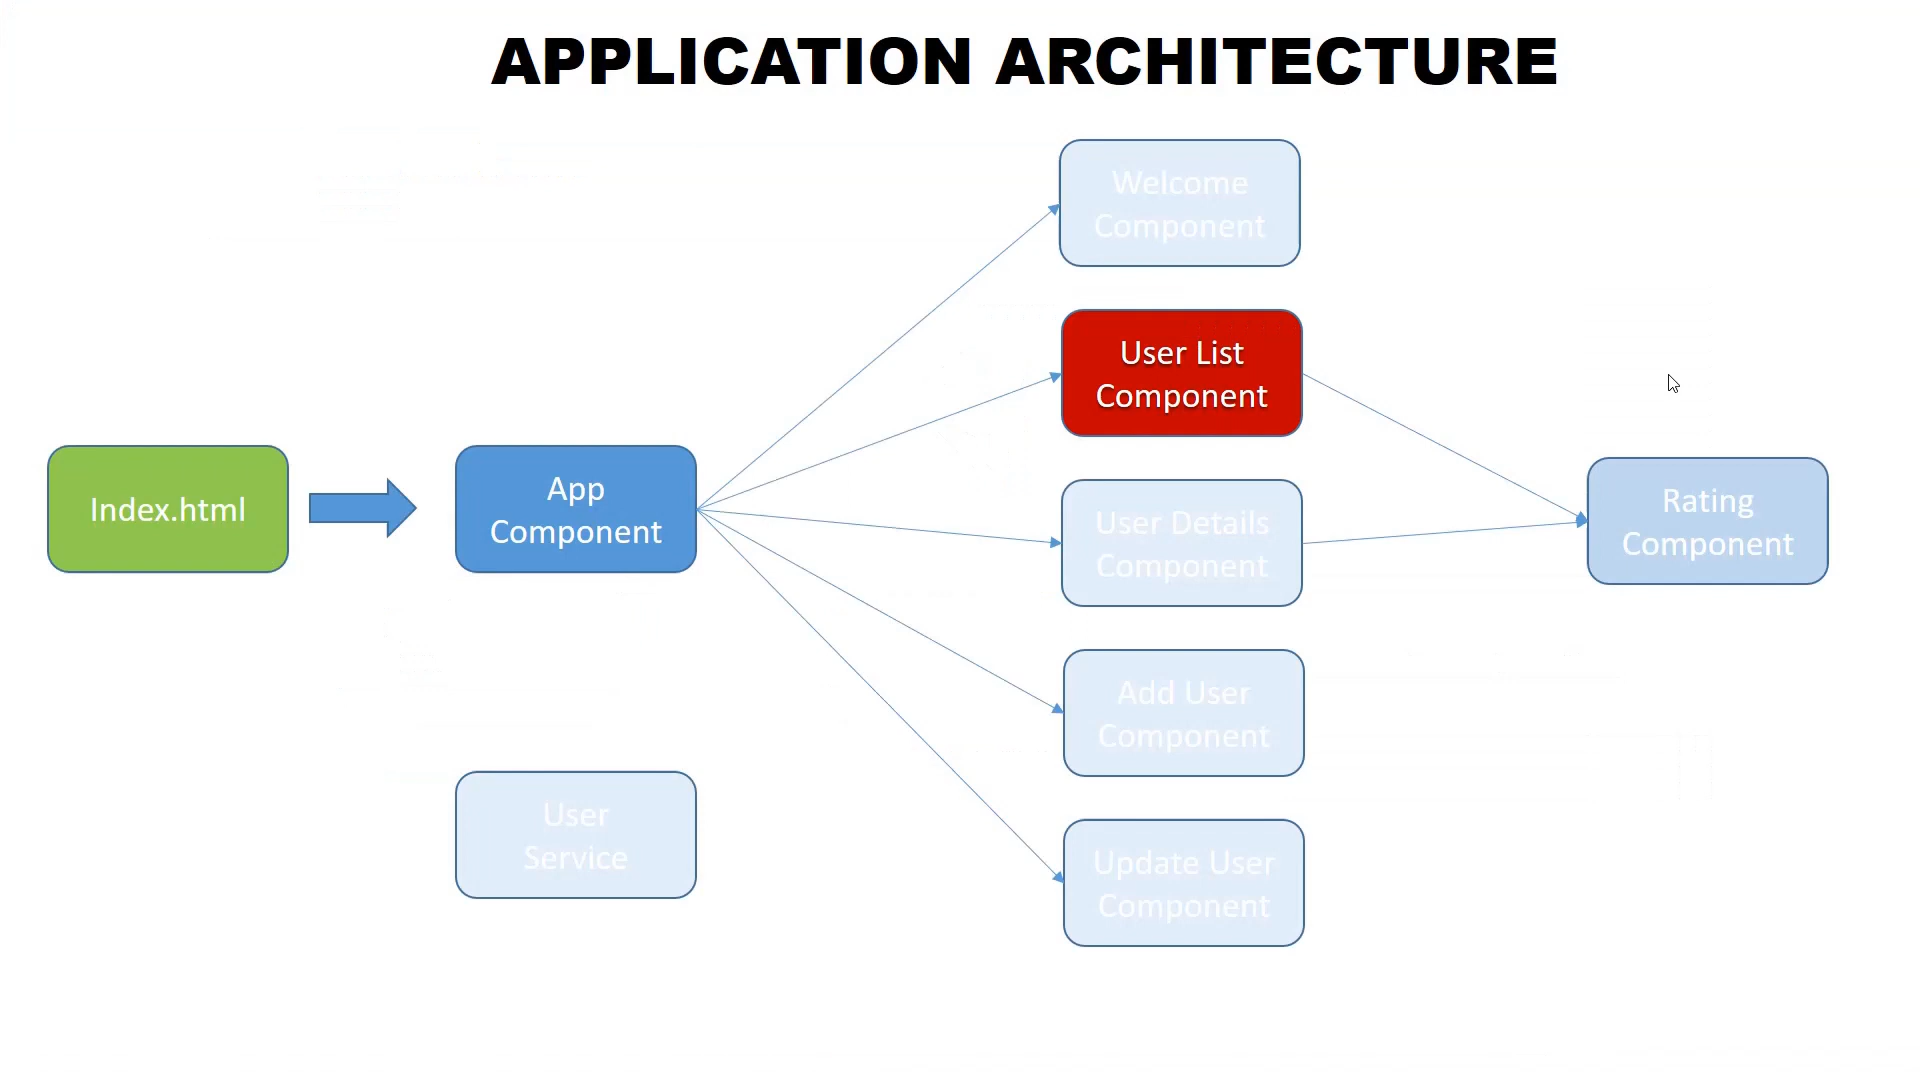 APPLICATION ARCHITECTURE
Welcome
Component
User List
Component
Index.html
App
Component
User Details
Component
Rating
Component
Add User
Component
User
Service
Update User
Component